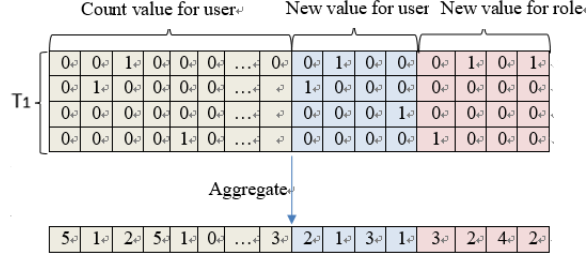 Count value for user New value for user New value for role
0 0 1 0 0 0 … 0 0 1 0 0 0 1 0 1
T1 0 1 0 0 0 0 … 1 0 0 0 0 0 0 0
0 0 0 0 0 0 … 0 0 0 1 0 0 0 0
0 0 0 0 1 0 … 0 0 0 0 1 0 0 0
Aggregate
5 1 2 5 1 0 … 3 2 1 3 1 3 2 4 2